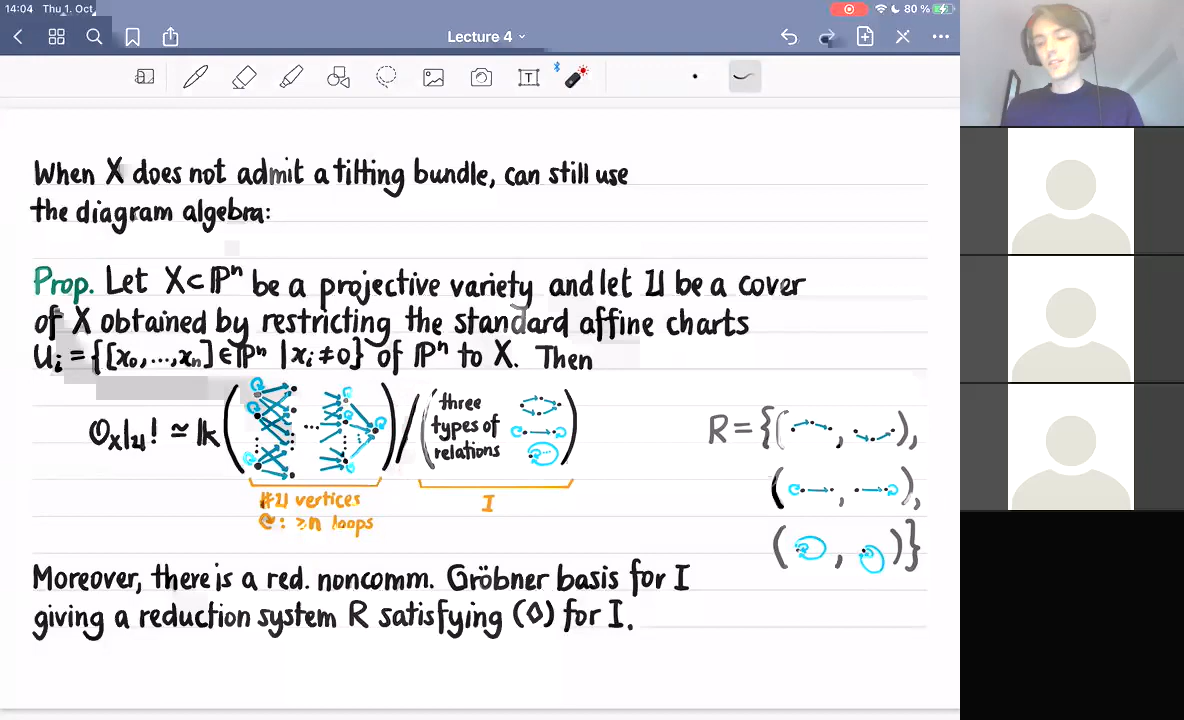 14:04 Thu 1. Oct
80 %
Lecture 4
When X does not admit a tilting bundle, can still use
the diagram algebra:
Prop. Let X ⊂ ℙⁿ be a projective variety and let 𝔘 be a cover
of X obtained by restricting the standard affine charts
Uᵢ = {[x₀,...,xₙ] ∈ ℙⁿ | xᵢ ≠ 0} of ℙⁿ to X. Then
𝒪ₓ|𝔘! ≃ 𝕜( ... ) / (three types of relations)
R = {( , ),
( , ),
( , )}
#𝔘 vertices
: ≥n loops
I
Moreover, there is a red. noncomm. Gröbner basis for I
giving a reduction system R satisfying (◊) for I.